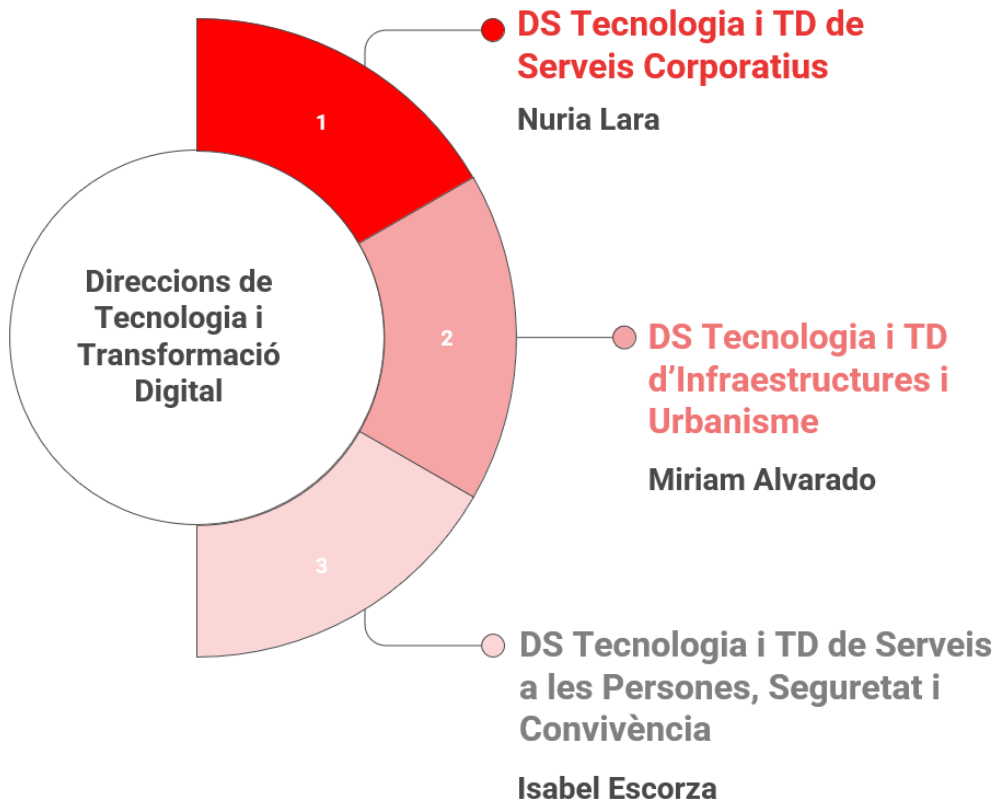 DS Tecnologia i TD de
Serveis Corporatius
Nuria Lara
1
Direccions de
Tecnologia i
Transformació
Digital
2
DS Tecnologia i TD
d’Infraestructures i
Urbanisme
Miriam Alvarado
3
DS Tecnologia i TD de Serveis
a les Persones, Seguretat i
Convivència
Isabel Escorza